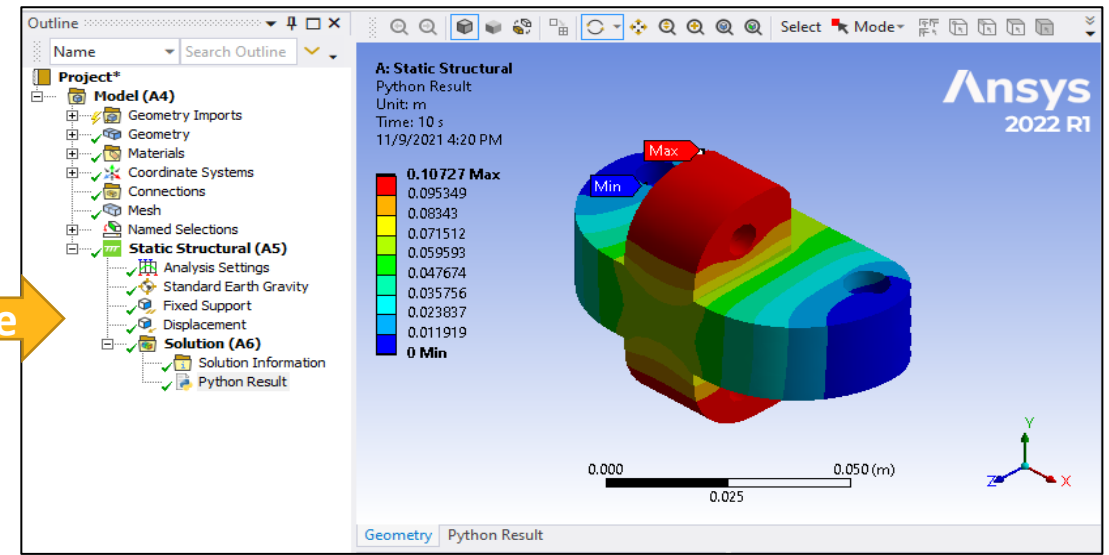 Outline
Name
Search Outline
Project*
Model (A4)
Geometry Imports
Geometry
Materials
Coordinate Systems
Connections
Mesh
Named Selections
Static Structural (A5)
Analysis Settings
Standard Earth Gravity
Fixed Support
Displacement
Solution (A6)
Solution Information
Python Result
e
Select Mode
A: Static Structural
Python Result
Unit: m
Time: 10 s
11/9/2021 4:20 PM
0.10727 Max
0.095349
0.08343
0.071512
0.059593
0.047674
0.035756
0.023837
0.011919
0 Min
Max
Min
Ansys
2022 R1
0.000
0.050 (m)
0.025
Y
Z
X
Geometry Python Result